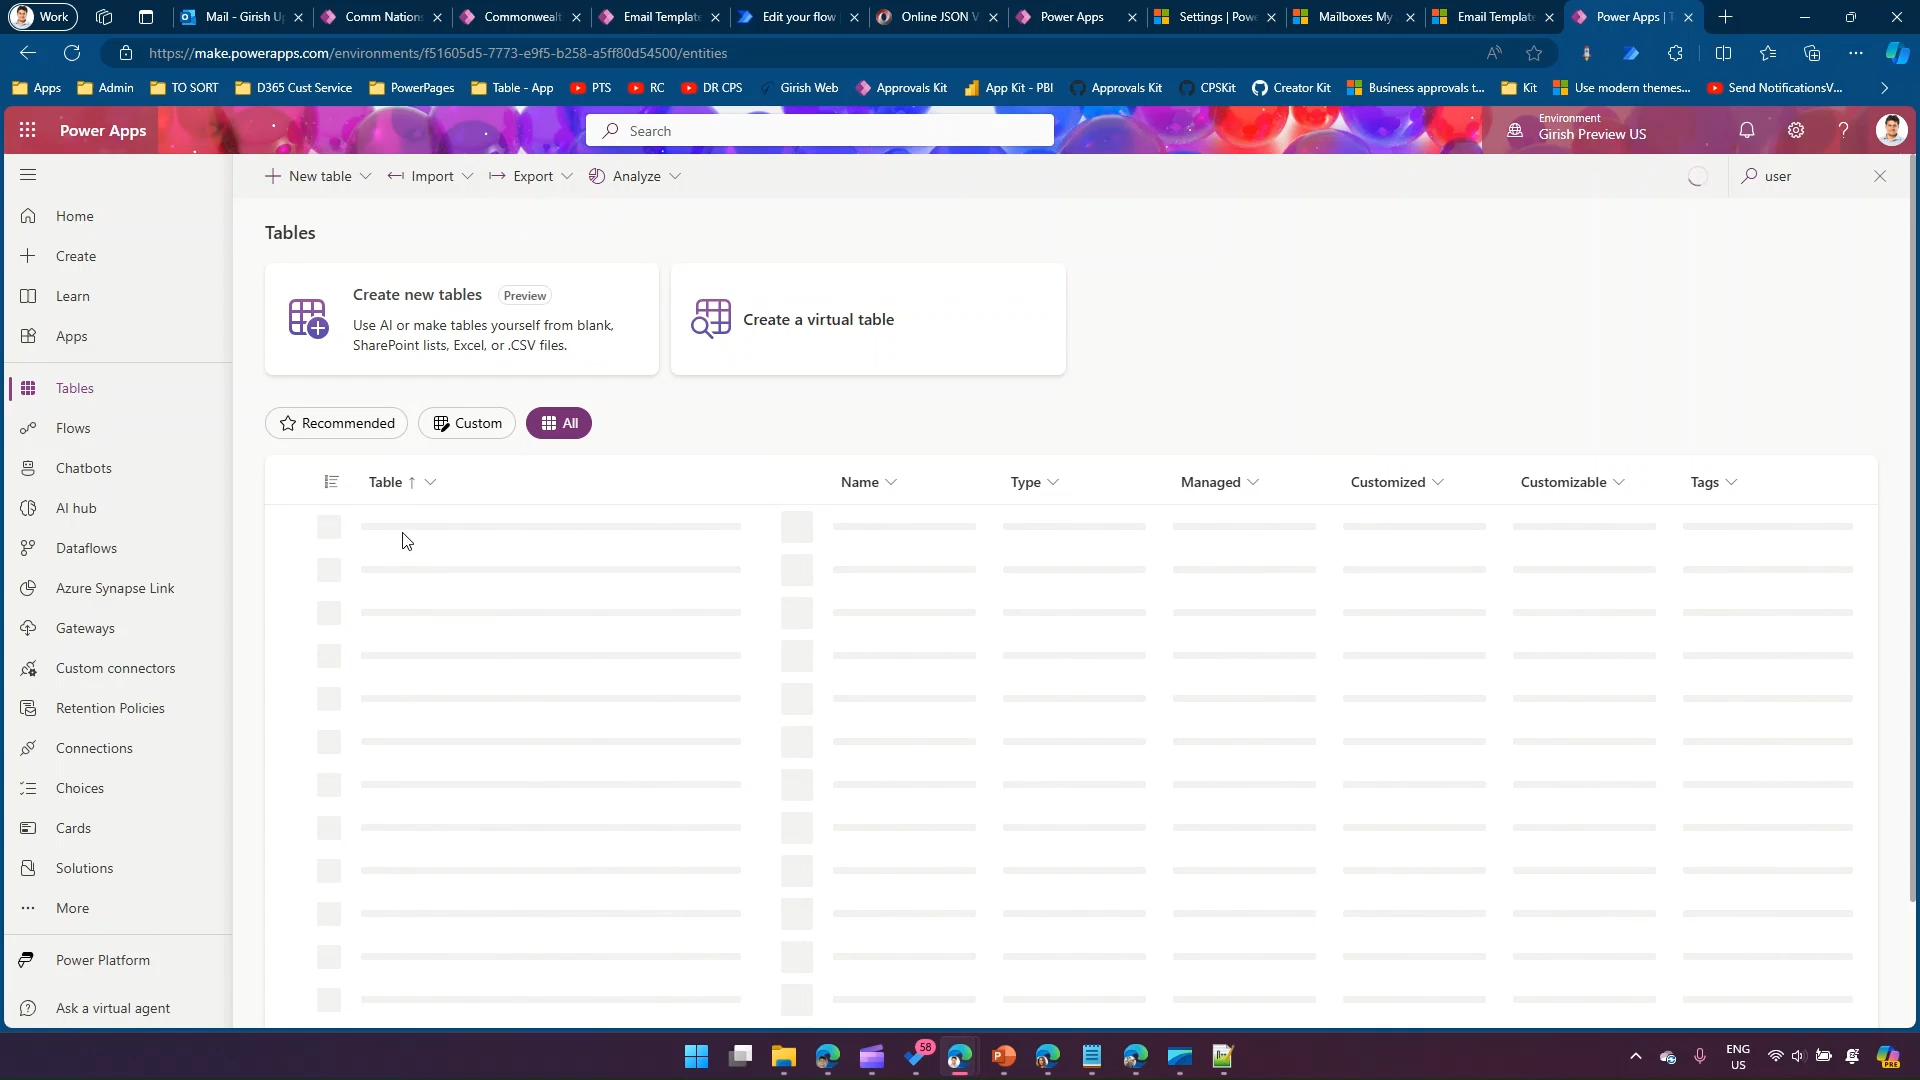 Work
Mail - Girish U
Comm Nation
Commonwealt
Email Template
Edit your flow
Online JSON V
Power Apps
Settings | Pow
Mailboxes My
Email Template
Power Apps | T
https://make.powerapps.com/environments/f51605d5-7773-e9f5-b258-a5ff80d54500/entities
Apps
Admin
TO SORT
D365 Cust Service
PowerPages
Table - App
PTS
RC
DR CPS
Girish Web
Approvals Kit
App Kit - PBI
Approvals Kit
CPSKit
Creator Kit
Business approvals t...
Kit
Use modern themes...
Send NotificationsV...
Power Apps
Search
Environment
Girish Preview US
New table
Import
Export
Analyze
user
Home
Create
Learn
Apps
Tables
Flows
Chatbots
AI hub
Dataflows
Azure Synapse Link
Gateways
Custom connectors
Retention Policies
Connections
Choices
Cards
Solutions
More
Power Platform
Ask a virtual agent
Tables
Create new tables
Preview
Use AI or make tables yourself from blank,
SharePoint lists, Excel, or .CSV files.
Create a virtual table
Recommended
Custom
All
Table
Name
Type
Managed
Customized
Customizable
Tags
58
ENG
US
PRE